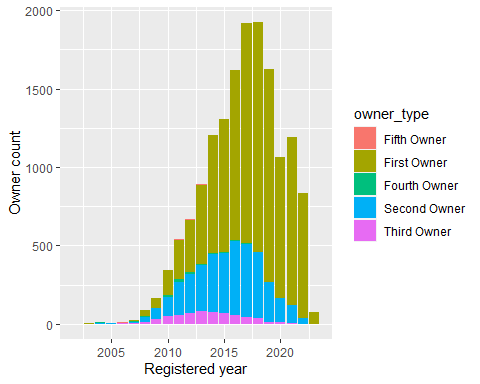 2000
1500
1000
500
0
Owner count
2005
2010
2015
2020
Registered year
owner_type
Fifth Owner
First Owner
Fourth Owner
Second Owner
Third Owner